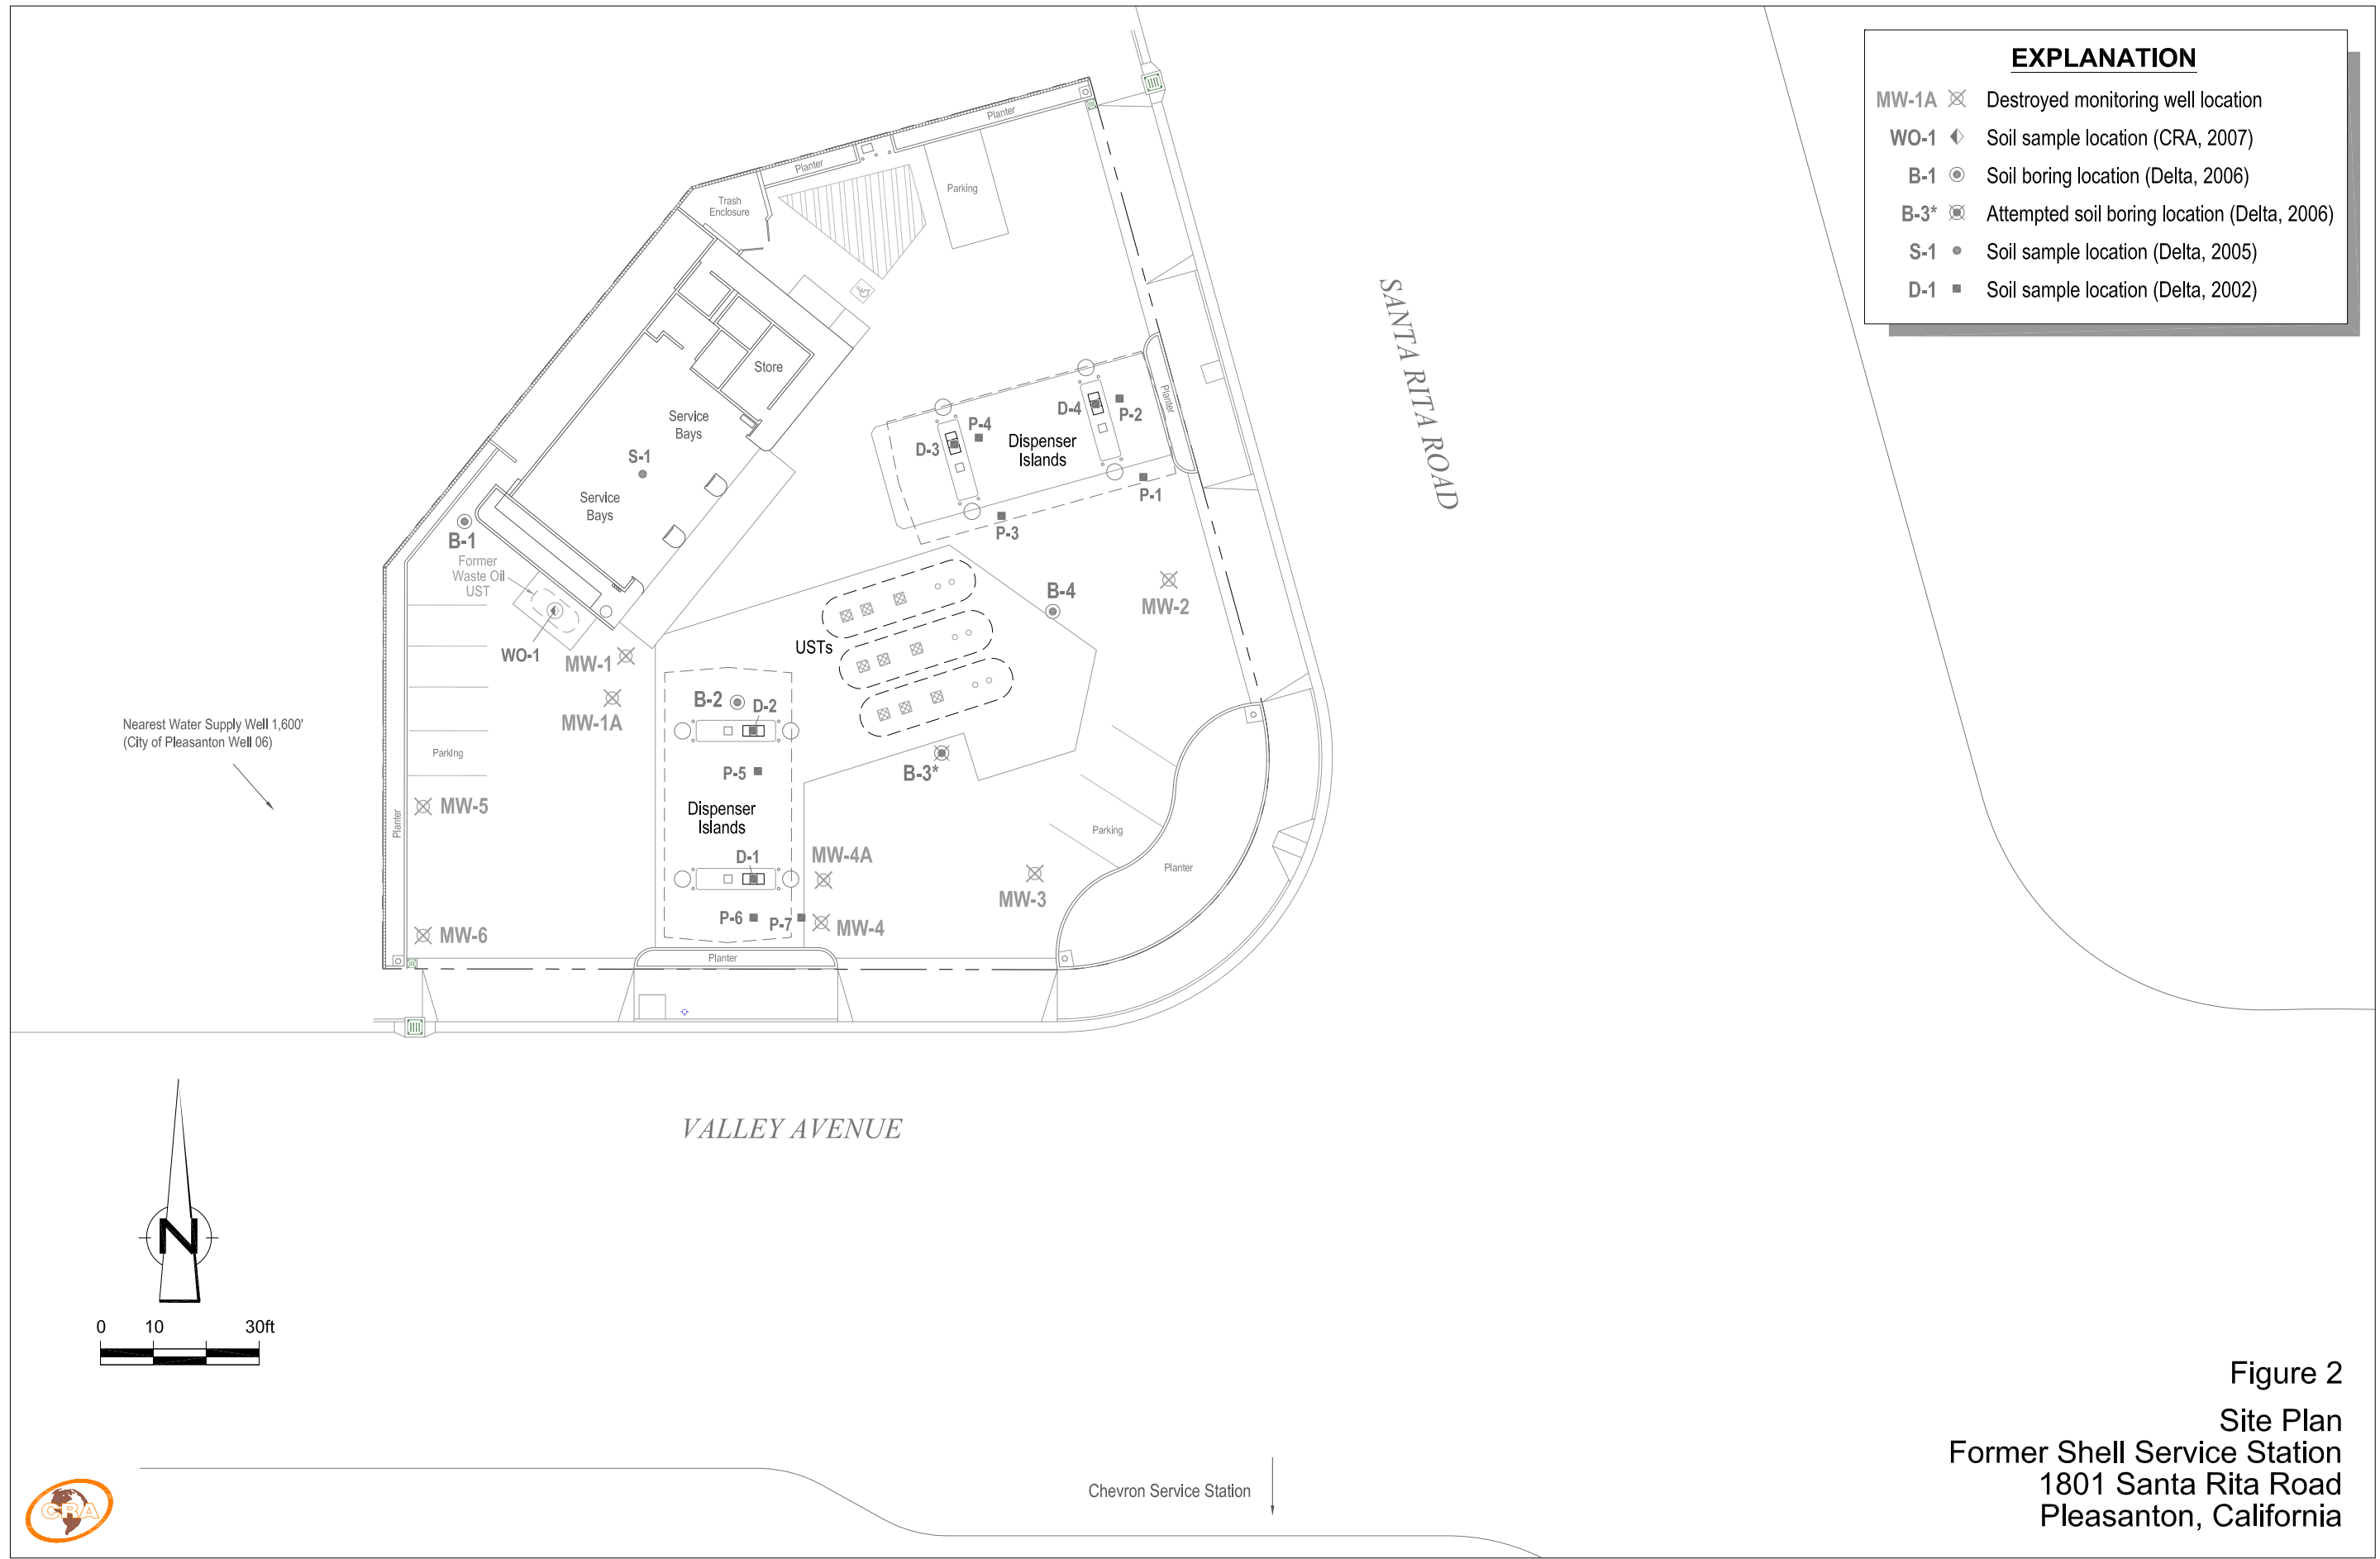 EXPLANATION
MW-1A Destroyed monitoring well location
WO-1 Soil sample location (CRA, 2007)
B-1 Soil boring location (Delta, 2006)
B-3* Attempted soil boring location (Delta, 2006)
S-1 Soil sample location (Delta, 2005)
D-1 Soil sample location (Delta, 2002)
Planter
Planter
Parking
Trash
Enclosure
Store
Service
Bays
S-1
Service
Bays
SANTA RITA ROAD
Planter
D-4
P-2
P-4
D-3
Dispenser
Islands
P-1
P-3
B-1
Former
Waste Oil
UST
WO-1
MW-1
MW-1A
B-4
MW-2
USTs
B-2
D-2
P-5
B-3*
Dispenser
Islands
D-1
MW-4A
P-6
P-7
MW-4
MW-3
Parking
Planter
Nearest Water Supply Well 1,600'
(City of Pleasanton Well 06)
Parking
MW-5
Planter
MW-6
Planter
VALLEY AVENUE
N
0 10 30ft
CRA
Chevron Service Station
Figure 2
Site Plan
Former Shell Service Station
1801 Santa Rita Road
Pleasanton, California